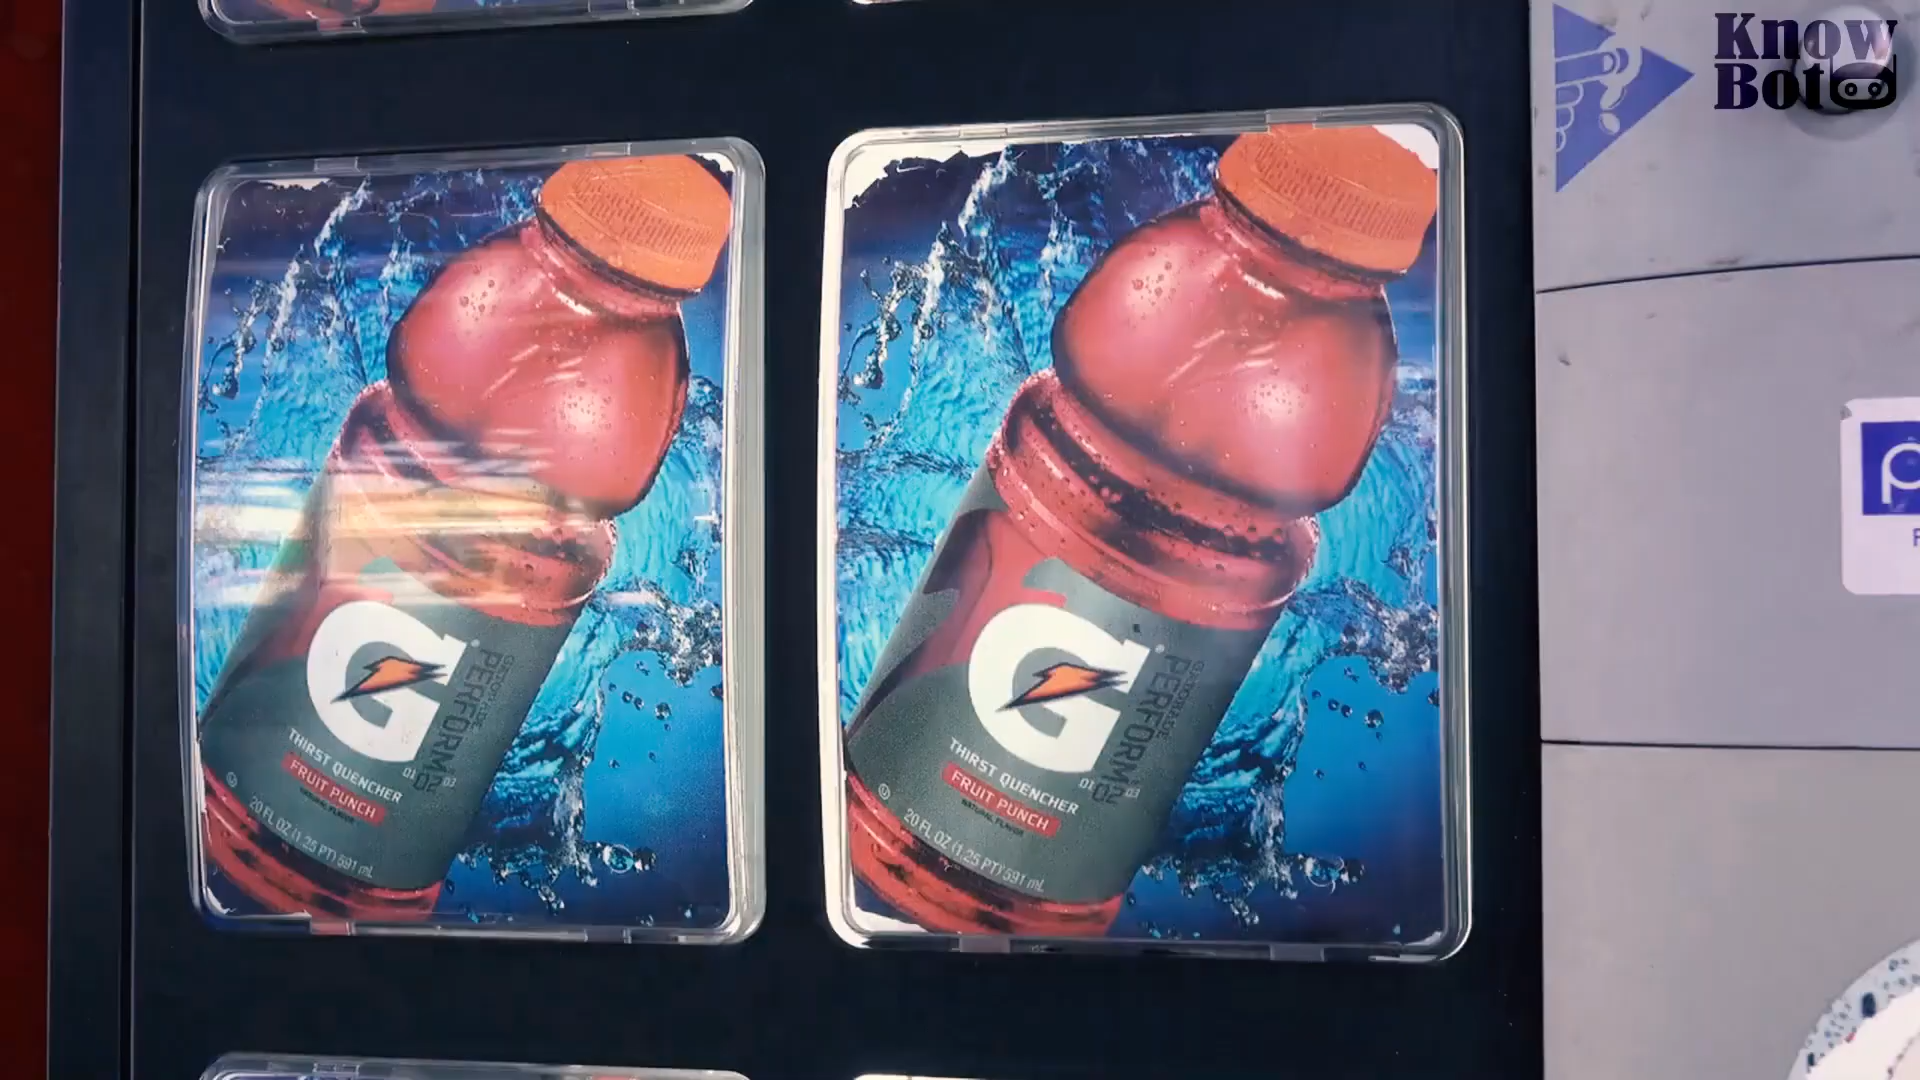 Know
Bot
G
GATORADE
PERFORM
02
01
03
THIRST QUENCHER
FRUIT PUNCH
NATURAL FLAVOR
20 FL OZ (1.25 PT) 591 mL
G
GATORADE
PERFORM
02
01
03
THIRST QUENCHER
FRUIT PUNCH
NATURAL FLAVOR
20 FL OZ (1.25 PT) 591 mL
P